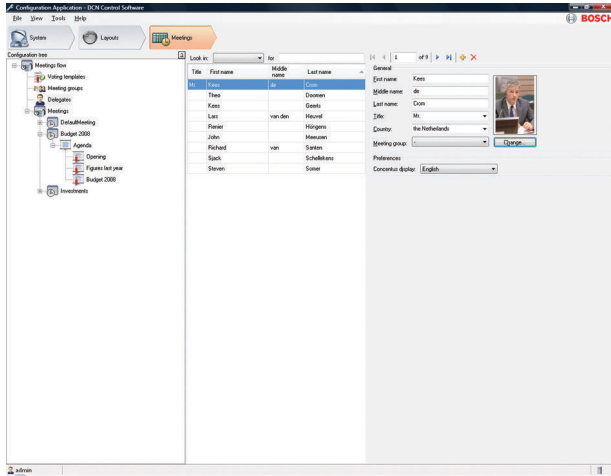 Configuration Application - DCN Control Software
File View Tools Help
BOSCH
System Layouts Meetings
Configuration tree
Meetings flow
Voting templates
Meeting groups
Delegates
Meetings
DefaultMeeting
Budget 2008
Agenda
Opening
Figures last year
Budget 2008
Investments
Look in: for
Title First name Middle name Last name
Mr. Kees de Crom
Theo Doomen
Kees Geerts
Lars van den Heuvel
Renier Hüngens
John Meeusen
Richard van Santen
Sjack Schellekens
Steven Somer
1 of 9
General
First name: Kees
Middle name: de
Last name: Crom
Title: Mr.
Country: the Netherlands
Meeting group: -
Change...
Preferences
Concentus display: English
admin